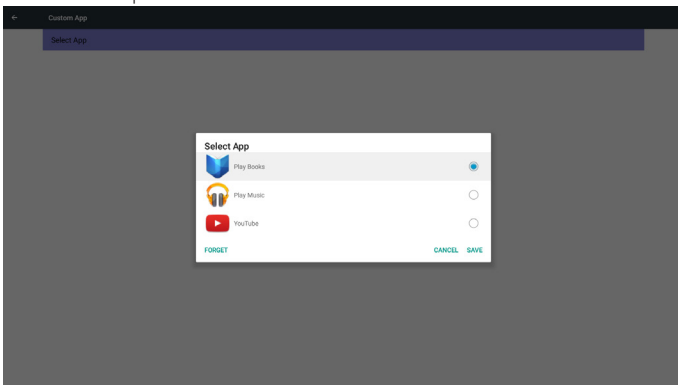 Custom App
Select App
Select App
Play Books
Play Music
YouTube
FORGET CANCEL SAVE